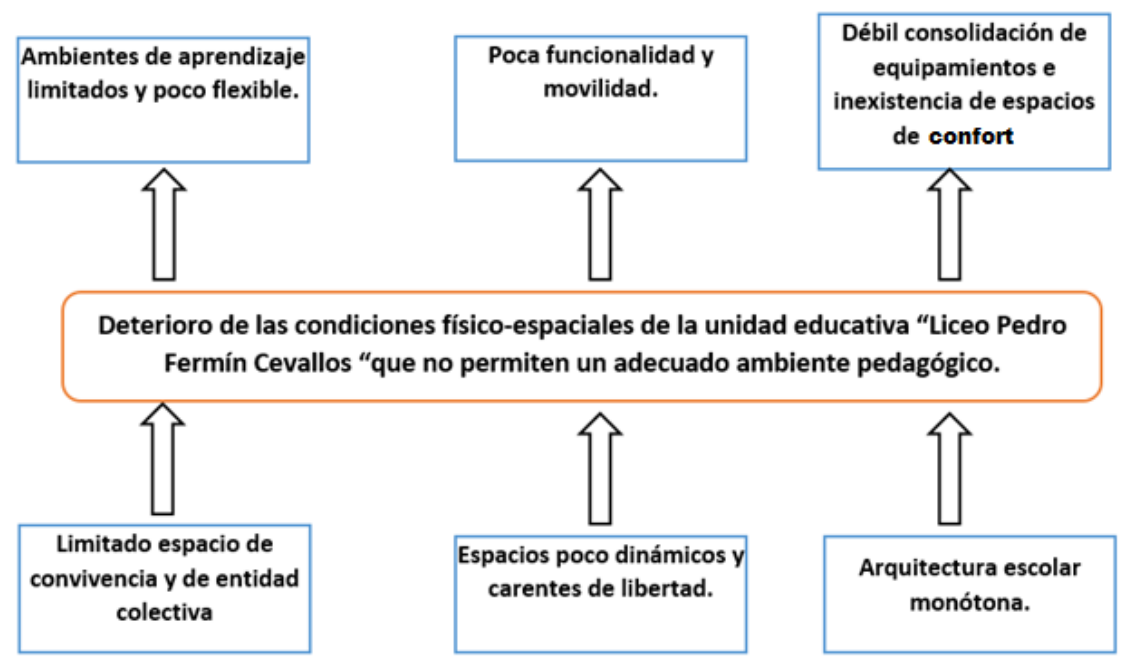 Ambientes de aprendizaje
limitados y poco flexible.
Poca funcionalidad y
movilidad.
Débil consolidación de
equipamientos e
inexistencia de espacios
de confort
Deterioro de las condiciones físico-espaciales de la unidad educativa “Liceo Pedro
Fermín Cevallos “que no permiten un adecuado ambiente pedagógico.
Limitado espacio de
convivencia y de entidad
colectiva
Espacios poco dinámicos y
carentes de libertad.
Arquitectura escolar
monótona.